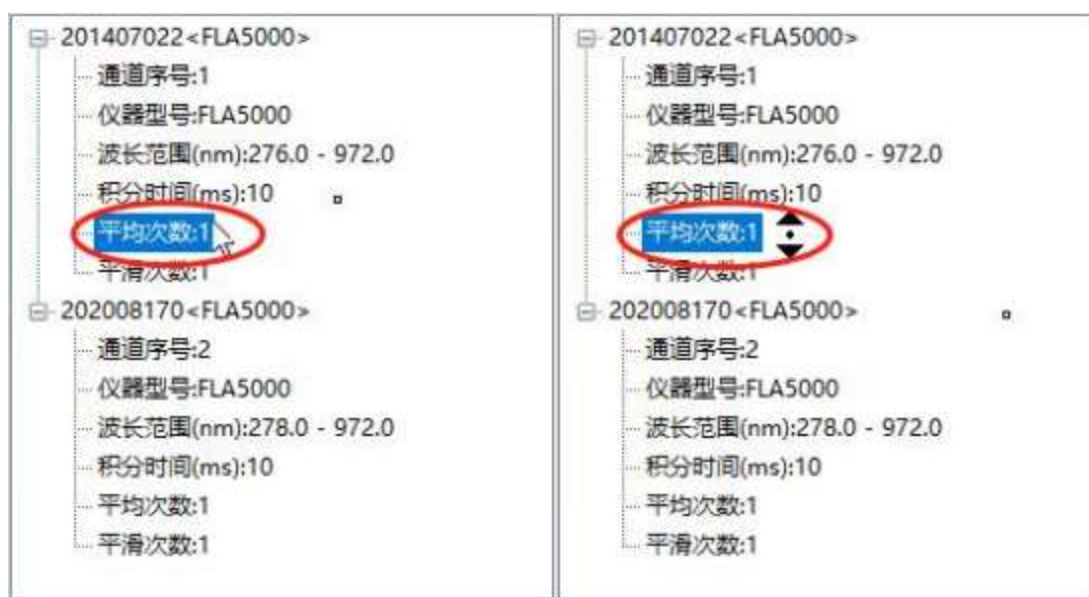 201407022<FLA5000>
通道序号:1
仪器型号:FLA5000
波长范围(nm):276.0 - 972.0
积分时间(ms):10
平均次数:1
平滑次数:1
202008170<FLA5000>
通道序号:2
仪器型号:FLA5000
波长范围(nm):278.0 - 972.0
积分时间(ms):10
平均次数:1
平滑次数:1
201407022<FLA5000>
通道序号:1
仪器型号:FLA5000
波长范围(nm):276.0 - 972.0
积分时间(ms):10
平均次数:1
平滑次数:1
202008170<FLA5000>
通道序号:2
仪器型号:FLA5000
波长范围(nm):278.0 - 972.0
积分时间(ms):10
平均次数:1
平滑次数:1